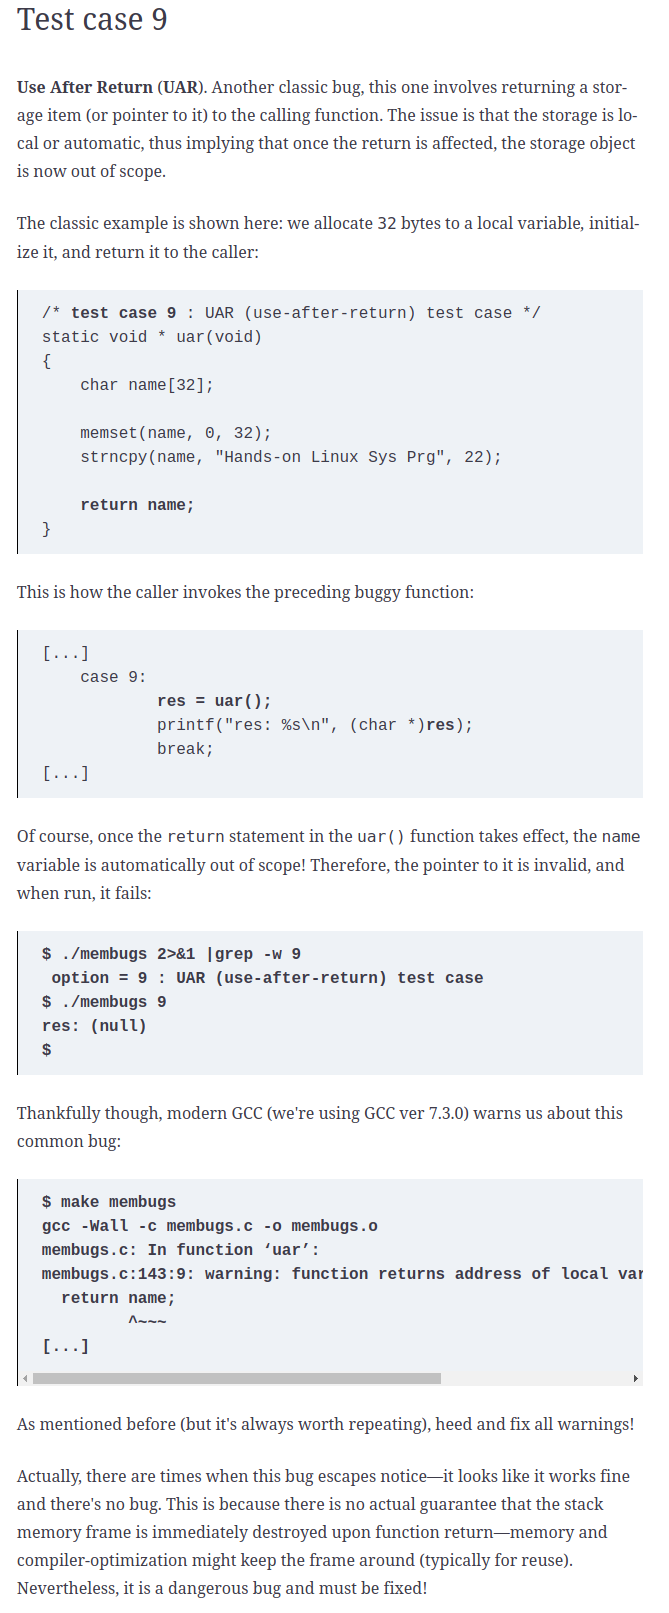 Test case 9
Use After Return (UAR). Another classic bug, this one involves returning a stor-
age item (or pointer to it) to the calling function. The issue is that the storage is lo-
cal or automatic, thus implying that once the return is affected, the storage object
is now out of scope.
The classic example is shown here: we allocate 32 bytes to a local variable, initial-
ize it, and return it to the caller:
/* test case 9 : UAR (use-after-return) test case */
static void * uar(void)
{
    char name[32];

    memset(name, 0, 32);
    strncpy(name, "Hands-on Linux Sys Prg", 22);

    return name;
}
This is how the caller invokes the preceding buggy function:
[...]
    case 9:
            res = uar();
            printf("res: %s\n", (char *)res);
            break;
[...]
Of course, once the return statement in the uar() function takes effect, the name
variable is automatically out of scope! Therefore, the pointer to it is invalid, and
when run, it fails:
$ ./membugs 2>&1 |grep -w 9
 option = 9 : UAR (use-after-return) test case
$ ./membugs 9
res: (null)
$
Thankfully though, modern GCC (we're using GCC ver 7.3.0) warns us about this
common bug:
$ make membugs
gcc -Wall -c membugs.c -o membugs.o
membugs.c: In function ‘uar’:
membugs.c:143:9: warning: function returns address of local var
  return name;
         ^~~~
[...]
As mentioned before (but it's always worth repeating), heed and fix all warnings!
Actually, there are times when this bug escapes notice—it looks like it works fine
and there's no bug. This is because there is no actual guarantee that the stack
memory frame is immediately destroyed upon function return—memory and
compiler-optimization might keep the frame around (typically for reuse).
Nevertheless, it is a dangerous bug and must be fixed!